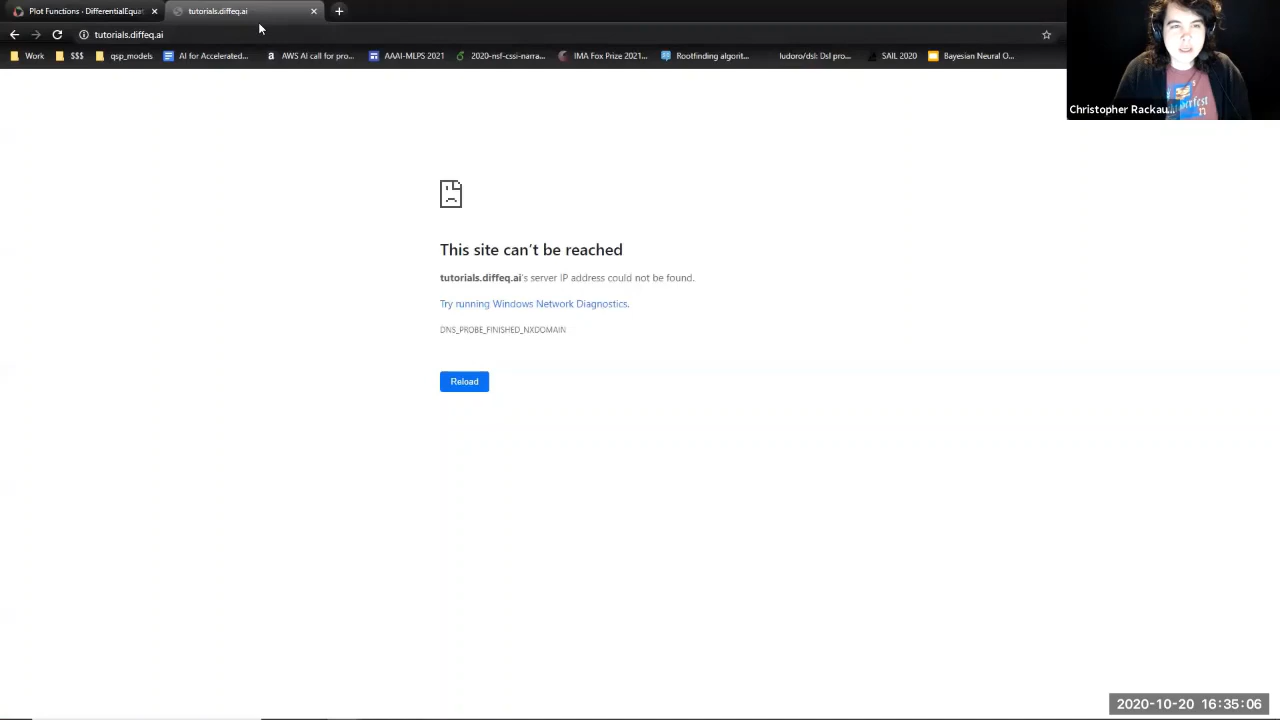 Plot Functions · DifferentialEquat
tutorials.diffeq.ai
tutorials.diffeq.ai
Work
$$$
qsp_models
AI for Accelerated...
a
AWS AI call for pro...
AAAI-MLPS 2021
2020-nsf-cssi-narra...
IMA Fox Prize 2021...
Rootfinding algorit...
ludoro/dsl: Dsl pro...
SAIL 2020
Bayesian Neural O...
Christopher Rackau...
This site can't be reached
tutorials.diffeq.ai's server IP address could not be found.
Try running Windows Network Diagnostics.
DNS_PROBE_FINISHED_NXDOMAIN
Reload
2020-10-20 16:35:06